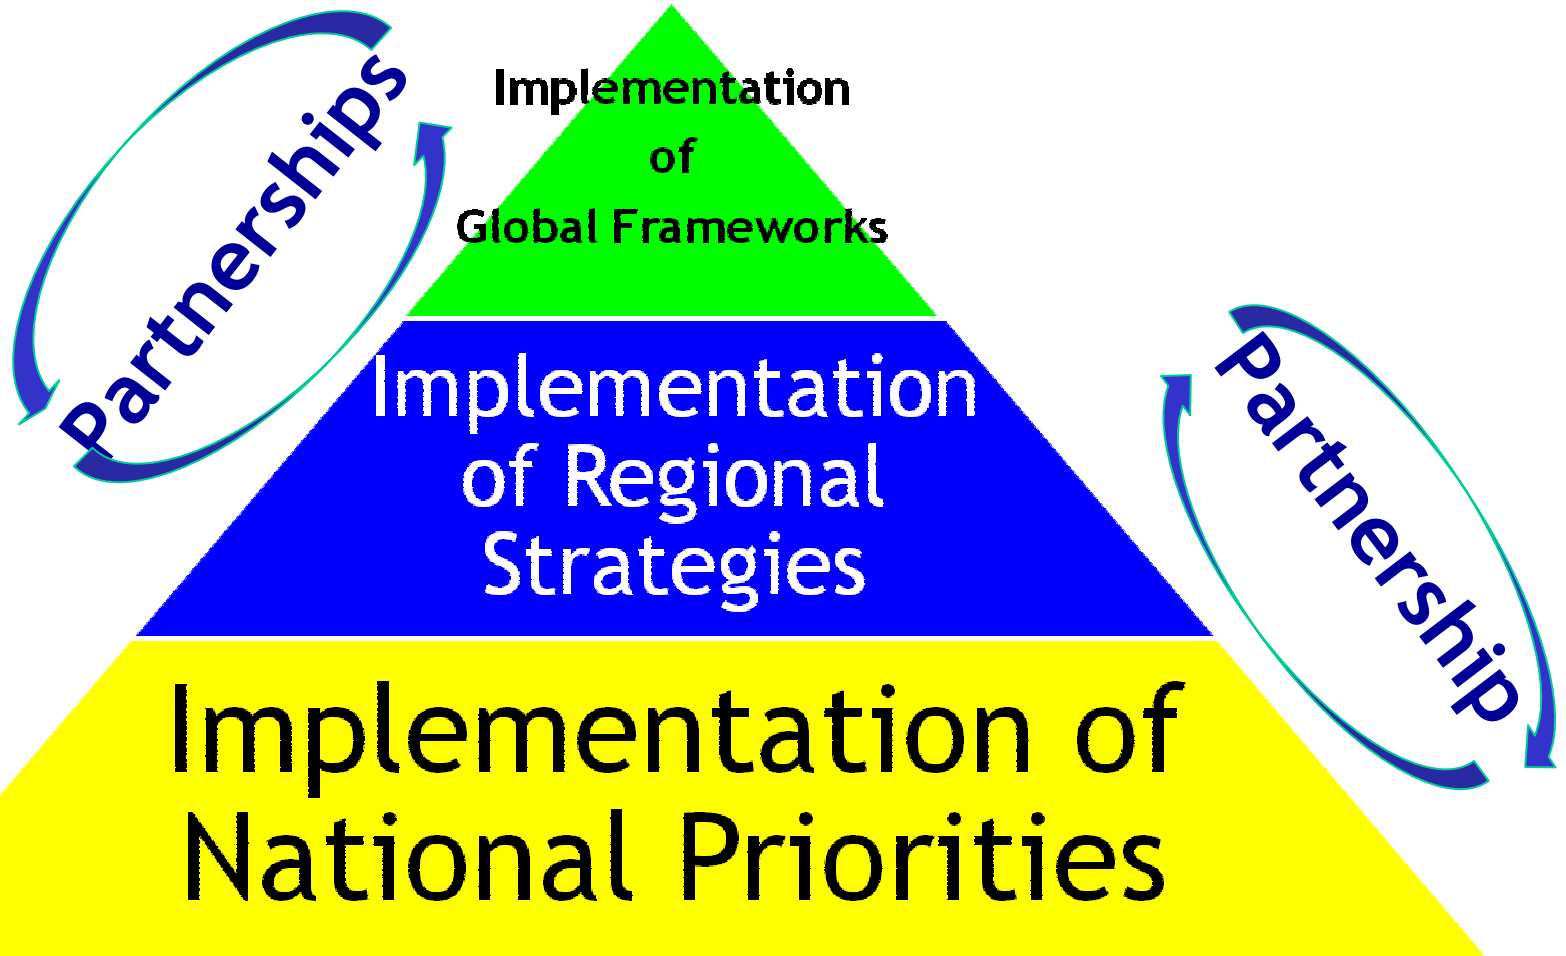 Partnerships
Implementation
of
Global Frameworks
Implementation
of Regional
Strategies
Partnership
Implementation of
National Priorities